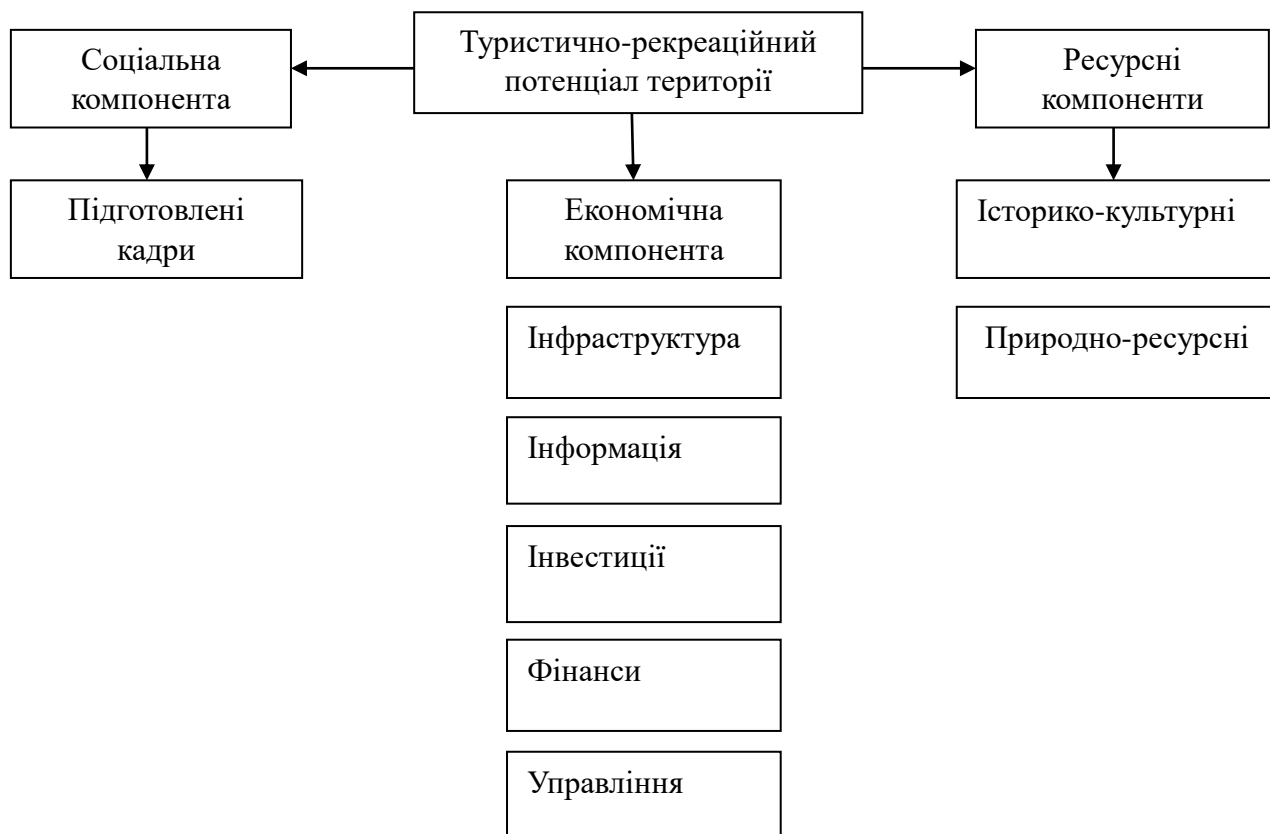 Соціальна
компонента
Туристично-рекреаційний
потенціал території
Ресурсні
компоненти
Підготовлені
кадри
Економічна
компонента
Історико-культурні
Інфраструктура
Природно-ресурсні
Інформація
Інвестиції
Фінанси
Управління